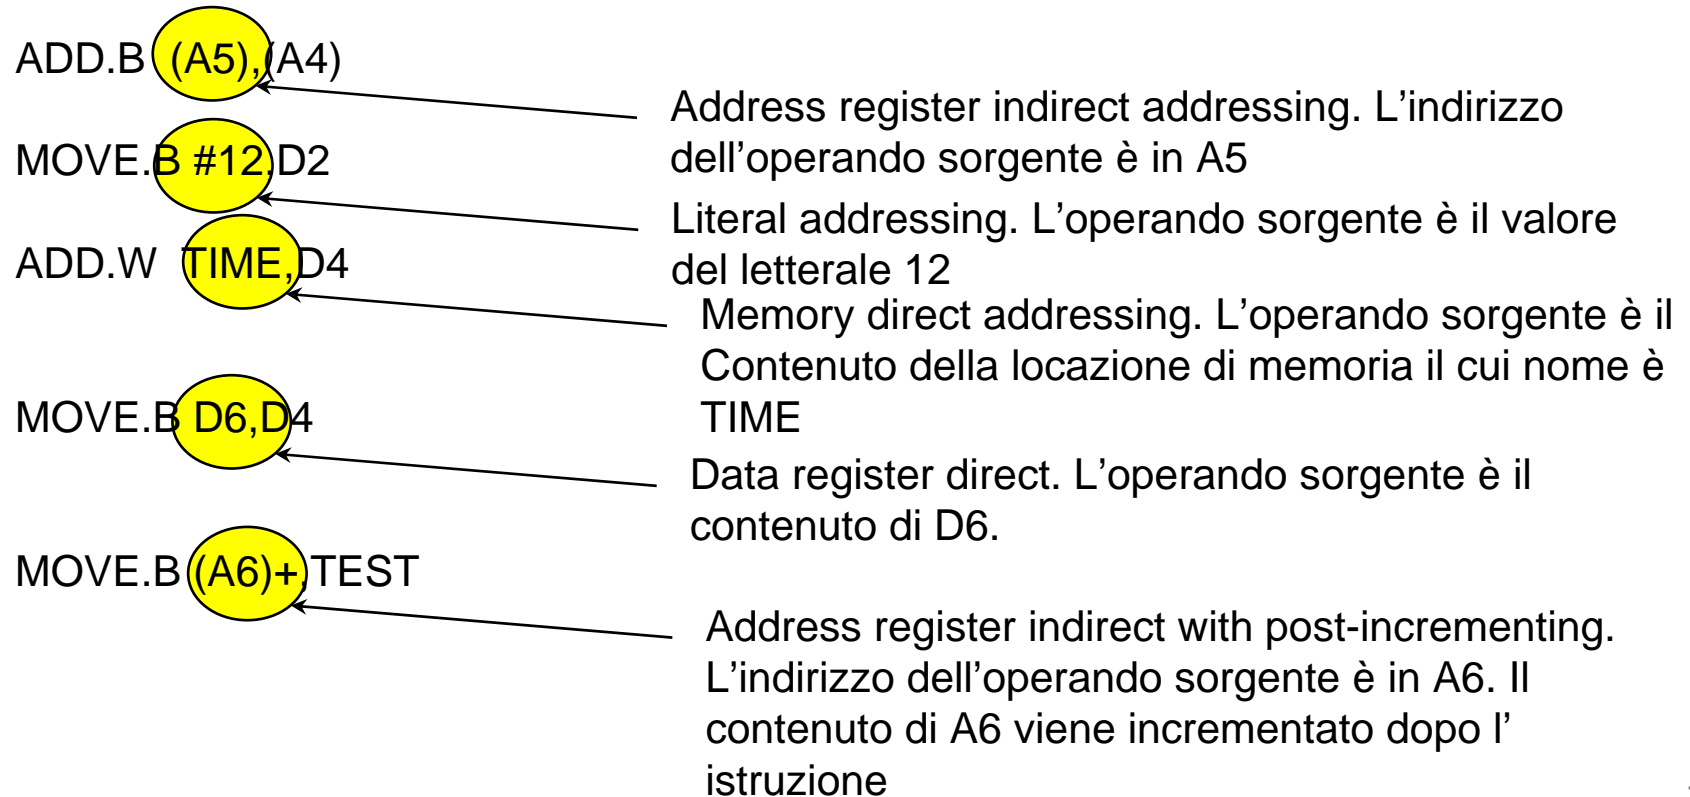 ADD.B (A5),(A4)
Address register indirect addressing. L’indirizzo
dell’operando sorgente è in A5
MOVE.B #12,D2
Literal addressing. L’operando sorgente è il valore
del letterale 12
ADD.W TIME,D4
Memory direct addressing. L’operando sorgente è il
Contenuto della locazione di memoria il cui nome è
TIME
MOVE.B D6,D4
Data register direct. L’operando sorgente è il
contenuto di D6.
MOVE.B (A6)+,TEST
Address register indirect with post-incrementing.
L’indirizzo dell’operando sorgente è in A6. Il
contenuto di A6 viene incrementato dopo l’
istruzione